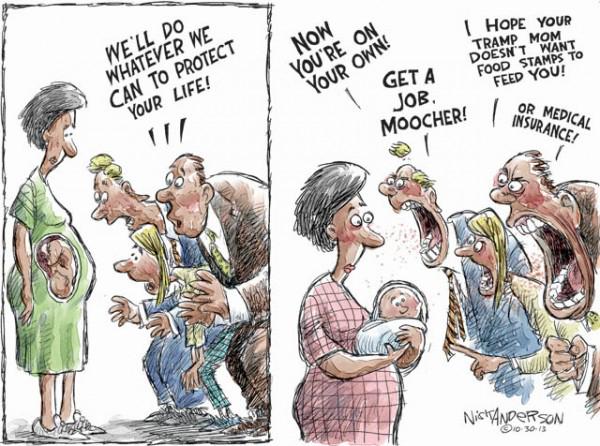 WE'LL DO
WHATEVER WE
CAN TO PROTECT
YOUR LIFE!
NOW
YOU'RE ON
YOUR OWN!
GET A
JOB,
MOOCHER!
I HOPE YOUR
TRAMP MOM
DOESN'T WANT
FOOD STAMPS TO
FEED YOU!
OR MEDICAL
INSURANCE!
NICK ANDERSON
©10-30-13